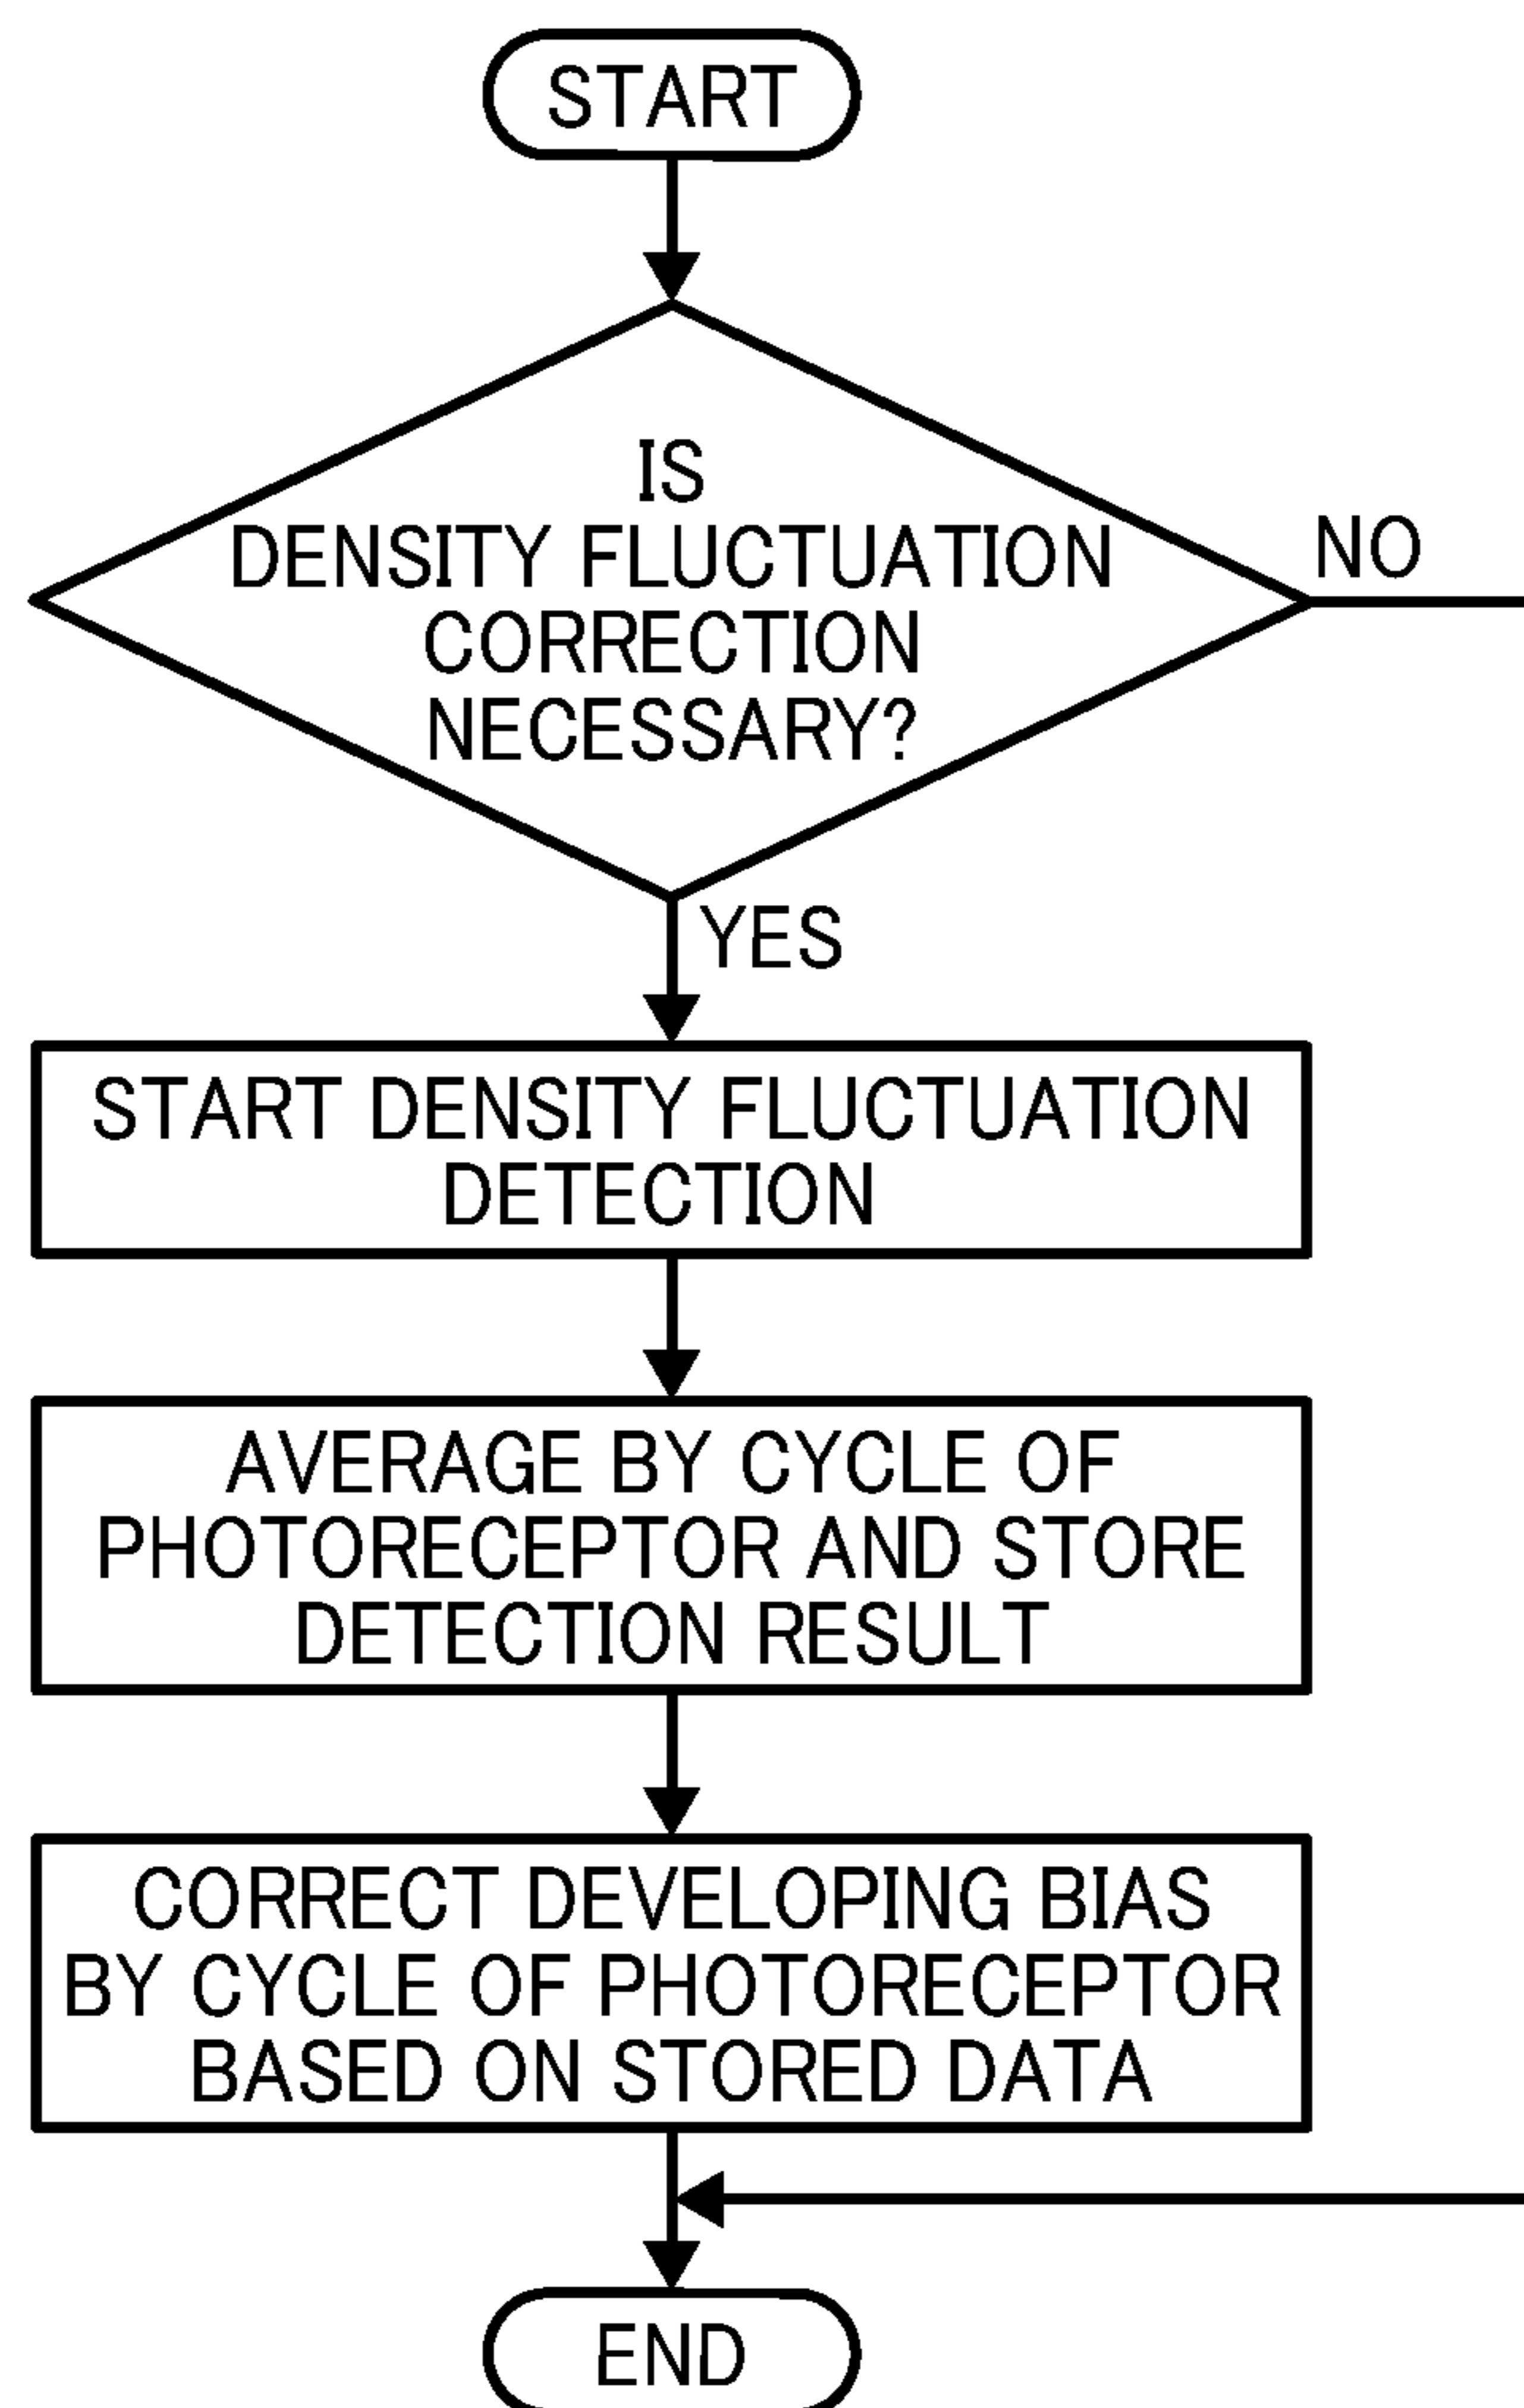 START
IS
DENSITY FLUCTUATION
CORRECTION
NECESSARY?
NO
YES
START DENSITY FLUCTUATION
DETECTION
AVERAGE BY CYCLE OF
PHOTORECEPTOR AND STORE
DETECTION RESULT
CORRECT DEVELOPING BIAS
BY CYCLE OF PHOTORECEPTOR
BASED ON STORED DATA
END